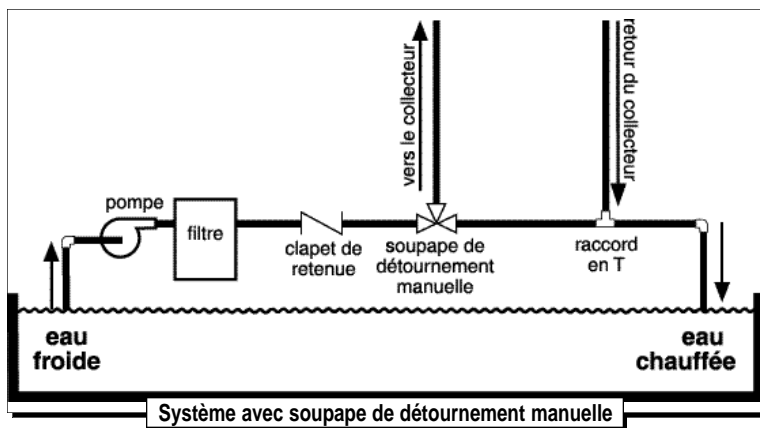 vers le collecteur
retour du collecteur
pompe
filtre
clapet de
retenue
soupape de
détournement
manuelle
raccord
en T
eau
froide
eau
chauffée
Système avec soupape de détournement manuelle